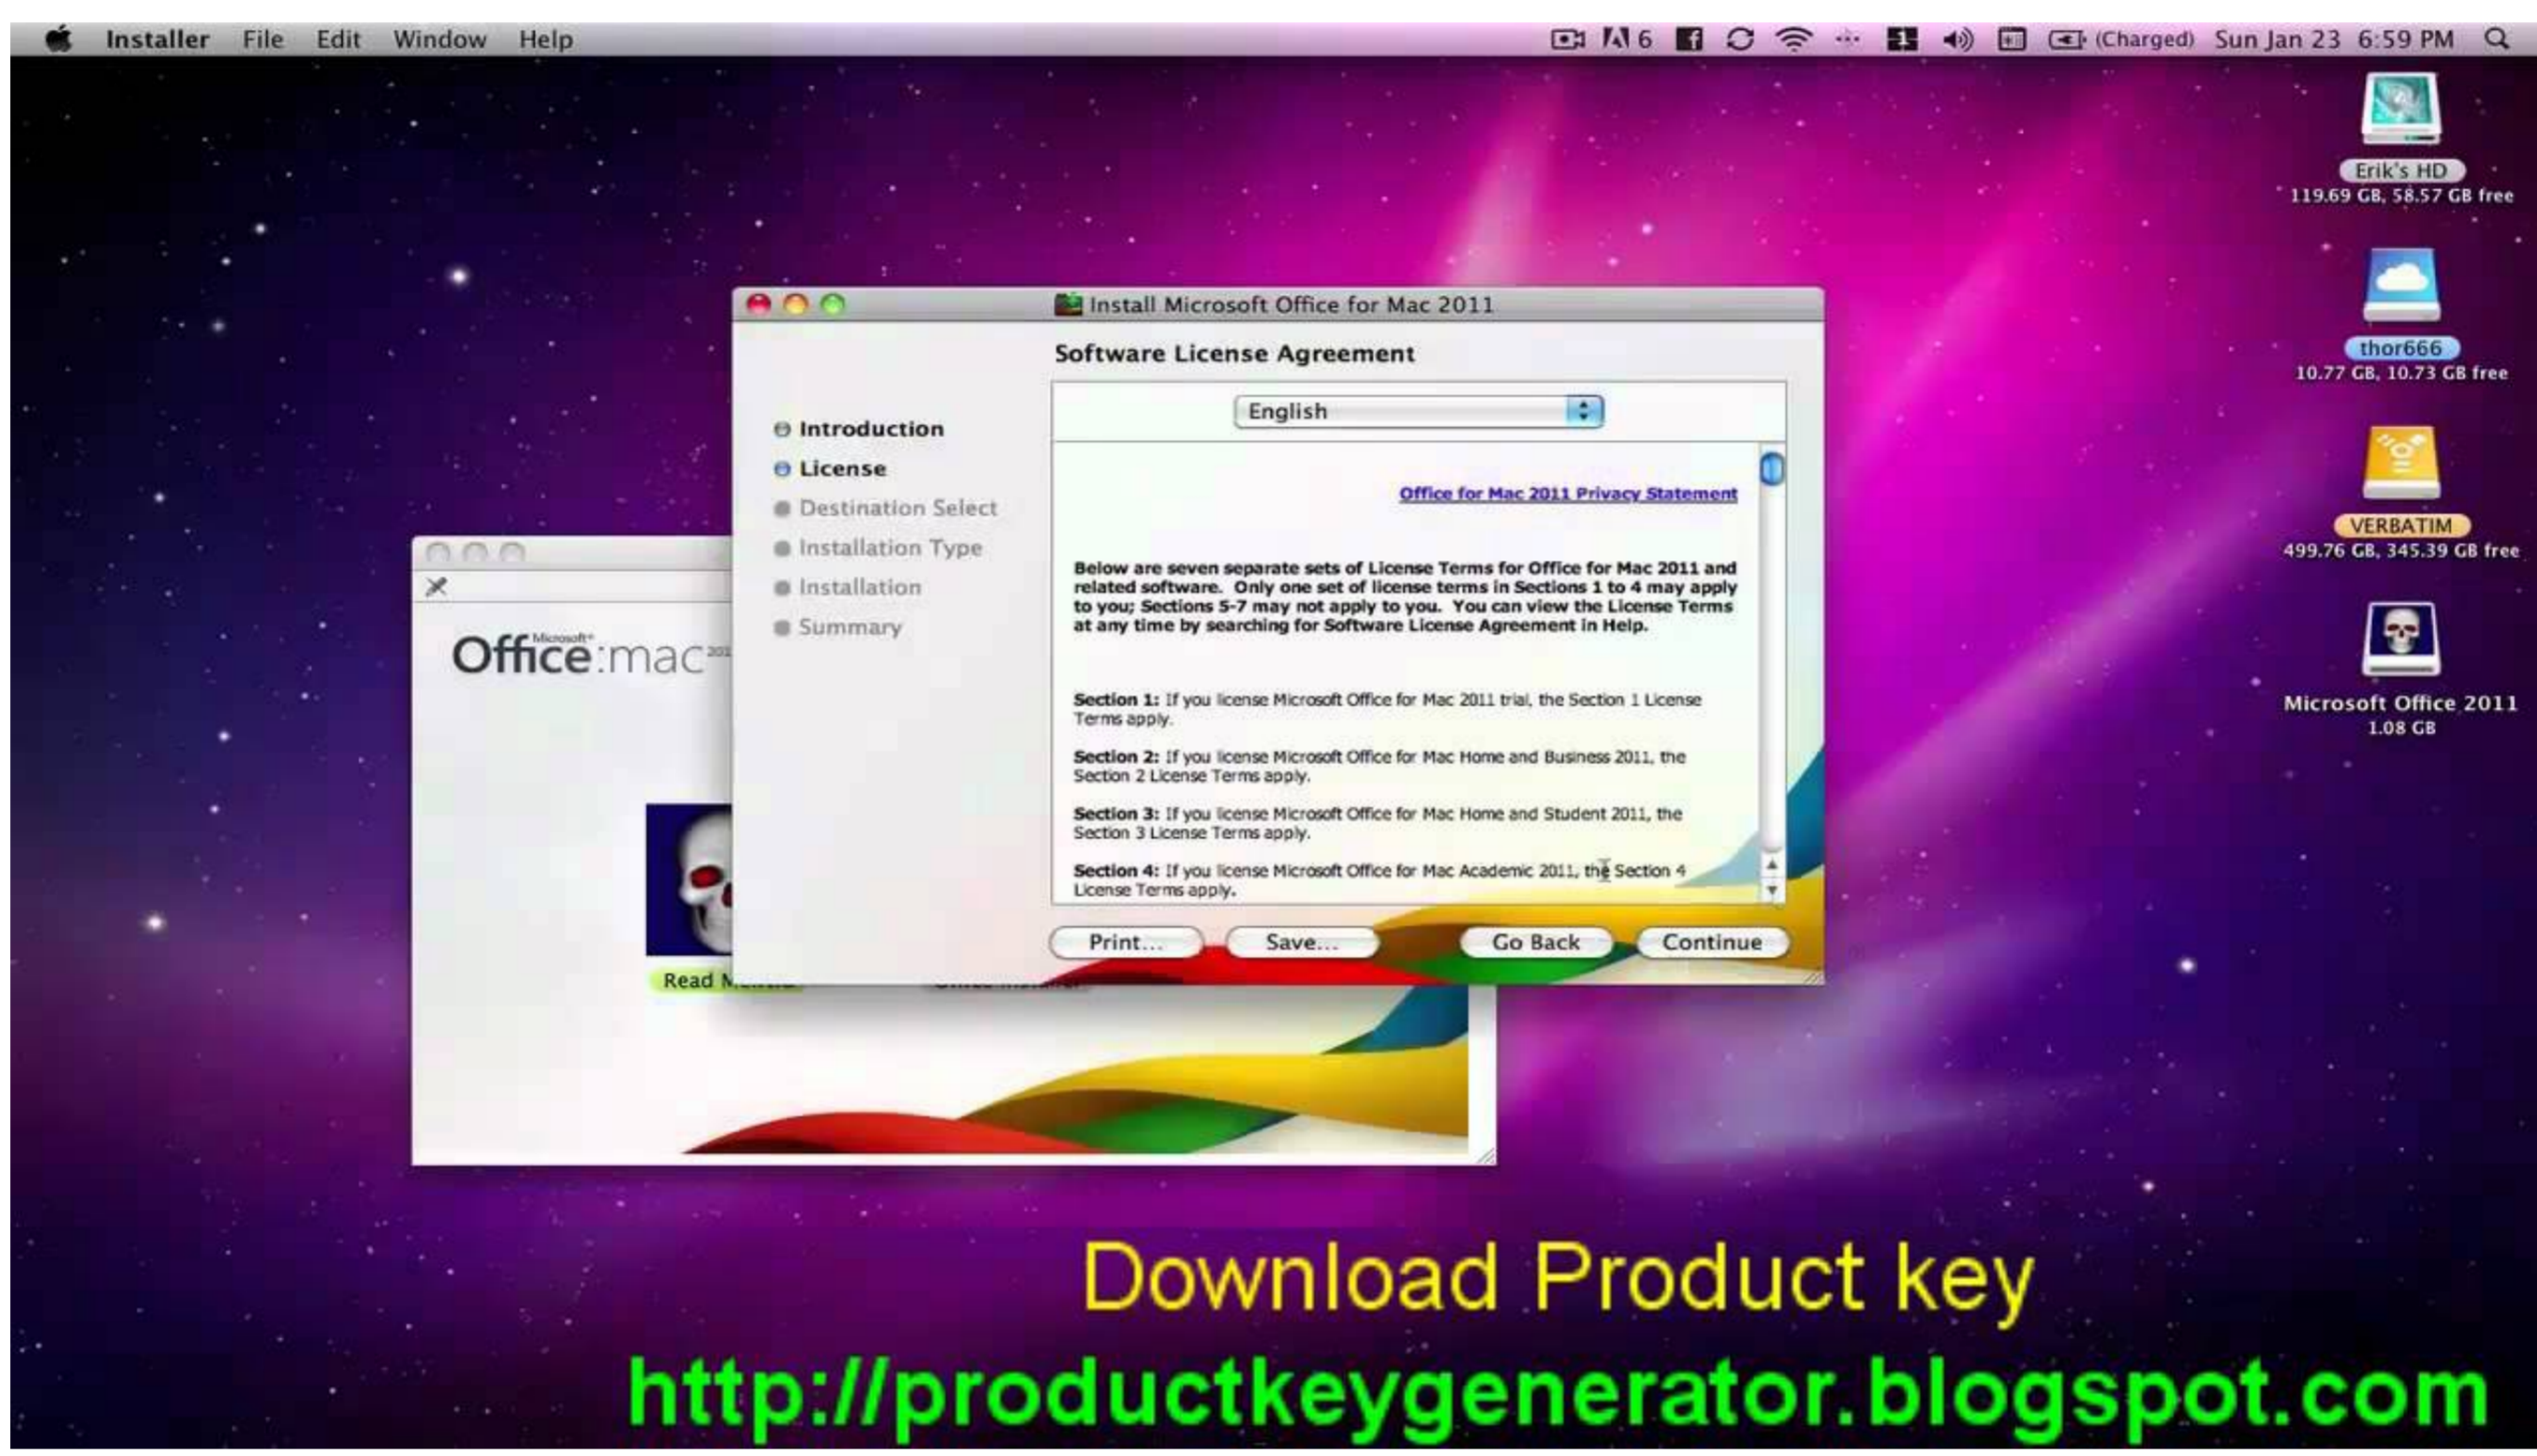 Installer File Edit Window Help
6 (Charged) Sun Jan 23 6:59 PM
Erik's HD
119.69 GB, 58.57 GB free
thor666
10.77 GB, 10.73 GB free
VERBATIM
499.76 GB, 345.39 GB free
Microsoft Office 2011
1.08 GB
Install Microsoft Office for Mac 2011
Software License Agreement
Introduction
License
Destination Select
Installation Type
Installation
Summary
English
Office for Mac 2011 Privacy Statement
Below are seven separate sets of License Terms for Office for Mac 2011 and
related software. Only one set of license terms in Sections 1 to 4 may apply
to you; Sections 5-7 may not apply to you. You can view the License Terms
at any time by searching for Software License Agreement in Help.
Section 1: If you license Microsoft Office for Mac 2011 trial, the Section 1 License
Terms apply.
Section 2: If you license Microsoft Office for Mac Home and Business 2011, the
Section 2 License Terms apply.
Section 3: If you license Microsoft Office for Mac Home and Student 2011, the
Section 3 License Terms apply.
Section 4: If you license Microsoft Office for Mac Academic 2011, the Section 4
License Terms apply.
Print... Save... Go Back Continue
Microsoft
Office:mac
Read
Download Product key
http://productkeygenerator.blogspot.com